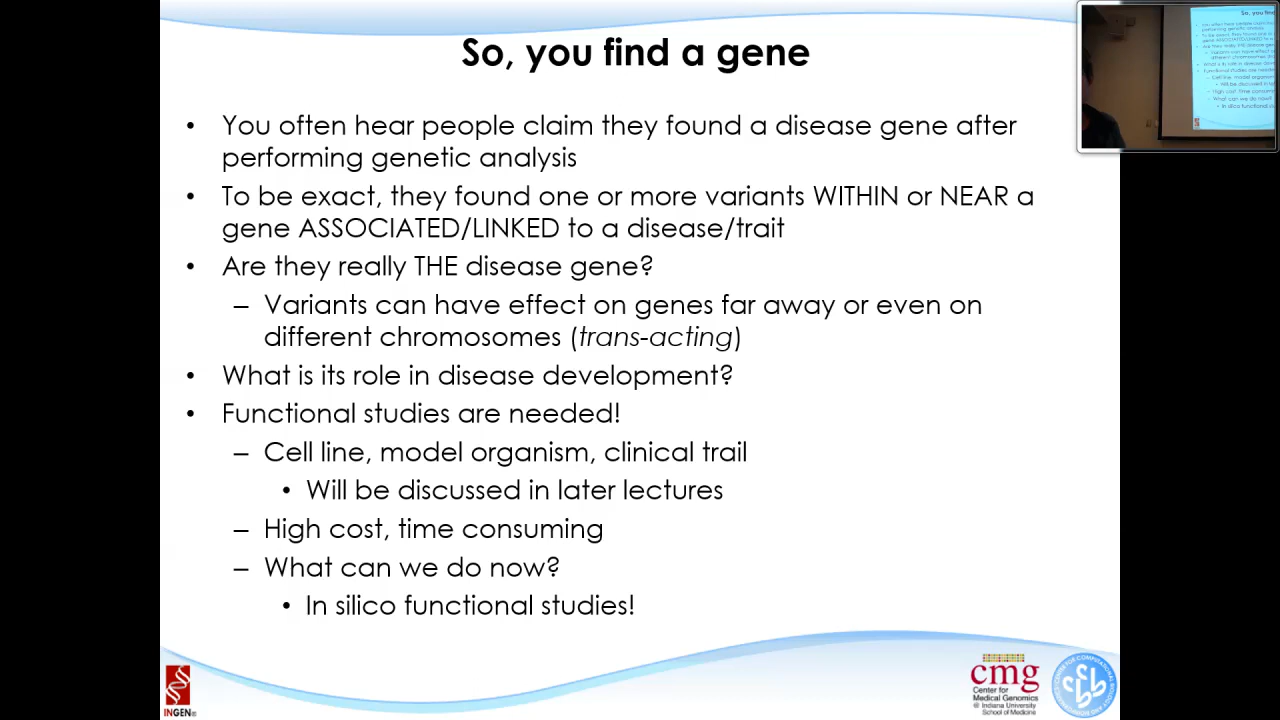 So, you find a gene
• You often hear people claim they found a disease gene after
performing genetic analysis
• To be exact, they found one or more variants WITHIN or NEAR a
gene ASSOCIATED/LINKED to a disease/trait
• Are they really THE disease gene?
– Variants can have effect on genes far away or even on
different chromosomes (trans-acting)
• What is its role in disease development?
• Functional studies are needed!
– Cell line, model organism, clinical trail
• Will be discussed in later lectures
– High cost, time consuming
– What can we do now?
• In silico functional studies!
INGEN®
cmg
Center for
Medical Genomics
@ Indiana University
School of Medicine